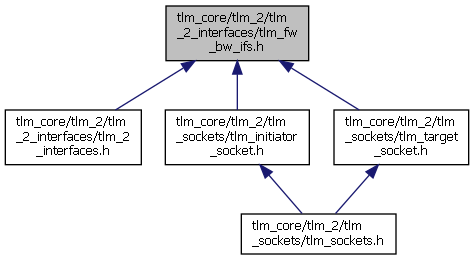 tlm_core/tlm_2/tlm
_2_interfaces/tlm_fw
_bw_ifs.h
tlm_core/tlm_2/tlm
_2_interfaces/tlm_2
_interfaces.h
tlm_core/tlm_2/tlm
_sockets/tlm_initiator
_socket.h
tlm_core/tlm_2/tlm
_sockets/tlm_target
_socket.h
tlm_core/tlm_2/tlm
_sockets/tlm_sockets.h